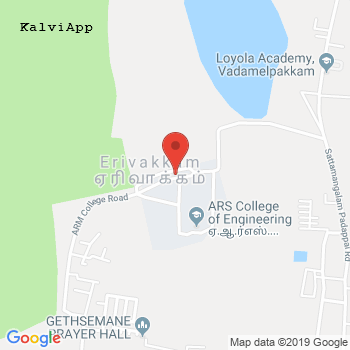 KalviApp
Loyola Academy,
Vadamelpakkam
Erivakkam
ஏரிவாக்கம்
Sattamangalam Padappai Rd
ARM College Road
ARS College
of Engineering
ஏ.ஆர்எஸ்....
GETHSEMANE
PRAYER HALL
Google
Map data ©2019 Google